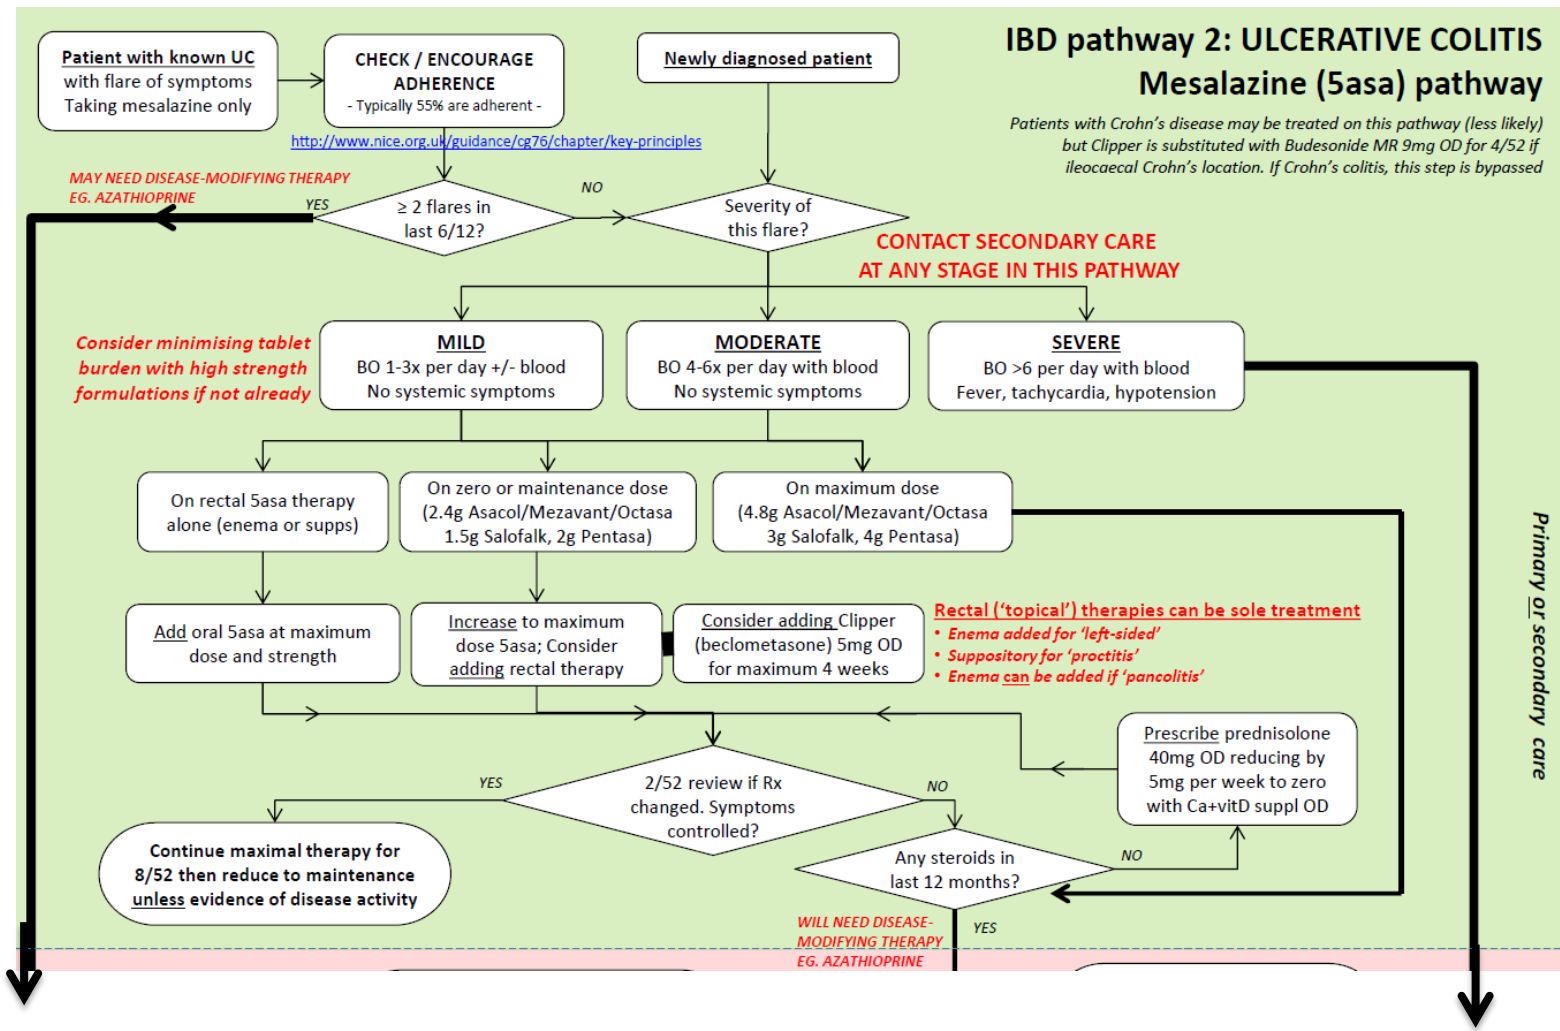 IBD pathway 2: ULCERATIVE COLITIS
Mesalazine (5asa) pathway
Patients with Crohn's disease may be treated on this pathway (less likely)
but Clipper is substituted with Budesonide MR 9mg OD for 4/52 if
ileocaecal Crohn's location. If Crohn's colitis, this step is bypassed
Patient with known UC
with flare of symptoms
Taking mesalazine only
CHECK / ENCOURAGE
ADHERENCE
- Typically 55% are adherent -
Newly diagnosed patient
http://www.nice.org.uk/guidance/cg76/chapter/key-principles
MAY NEED DISEASE-MODIFYING THERAPY
EG. AZATHIOPRINE
YES
≥ 2 flares in
last 6/12?
NO
Severity of
this flare?
CONTACT SECONDARY CARE
AT ANY STAGE IN THIS PATHWAY
Consider minimising tablet
burden with high strength
formulations if not already
MILD
BO 1-3x per day +/- blood
No systemic symptoms
MODERATE
BO 4-6x per day with blood
No systemic symptoms
SEVERE
BO >6 per day with blood
Fever, tachycardia, hypotension
On rectal 5asa therapy
alone (enema or supps)
On zero or maintenance dose
(2.4g Asacol/Mezavant/Octasa
1.5g Salofalk, 2g Pentasa)
On maximum dose
(4.8g Asacol/Mezavant/Octasa
3g Salofalk, 4g Pentasa)
Primary or secondary care
Add oral 5asa at maximum
dose and strength
Increase to maximum
dose 5asa; Consider
adding rectal therapy
Consider adding Clipper
(beclometasone) 5mg OD
for maximum 4 weeks
Rectal ('topical') therapies can be sole treatment
• Enema added for 'left-sided'
• Suppository for 'proctitis'
• Enema can be added if 'pancolitis'
Prescribe prednisolone
40mg OD reducing by
5mg per week to zero
with Ca+vitD suppl OD
YES
2/52 review if Rx
changed. Symptoms
controlled?
NO
Continue maximal therapy for
8/52 then reduce to maintenance
unless evidence of disease activity
Any steroids in
last 12 months?
NO
WILL NEED DISEASE-
MODIFYING THERAPY
EG. AZATHIOPRINE
YES